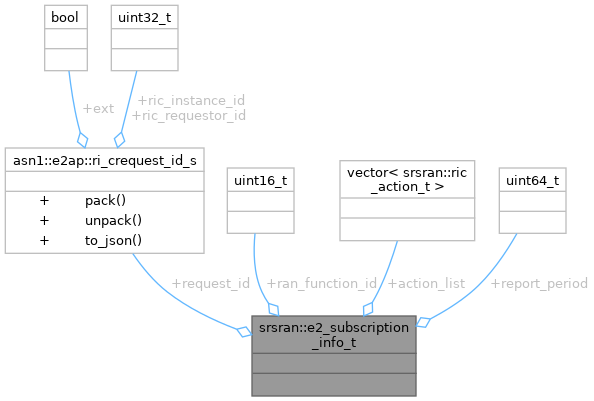 bool
uint32_t
+ext
+ric_instance_id
+ric_requestor_id
asn1::e2ap::ri_crequest_id_s
+ pack()
+ unpack()
+ to_json()
uint16_t
vector< srsran::ric
_action_t >
uint64_t
+request_id
+ran_function_id
+action_list
+report_period
srsran::e2_subscription
_info_t